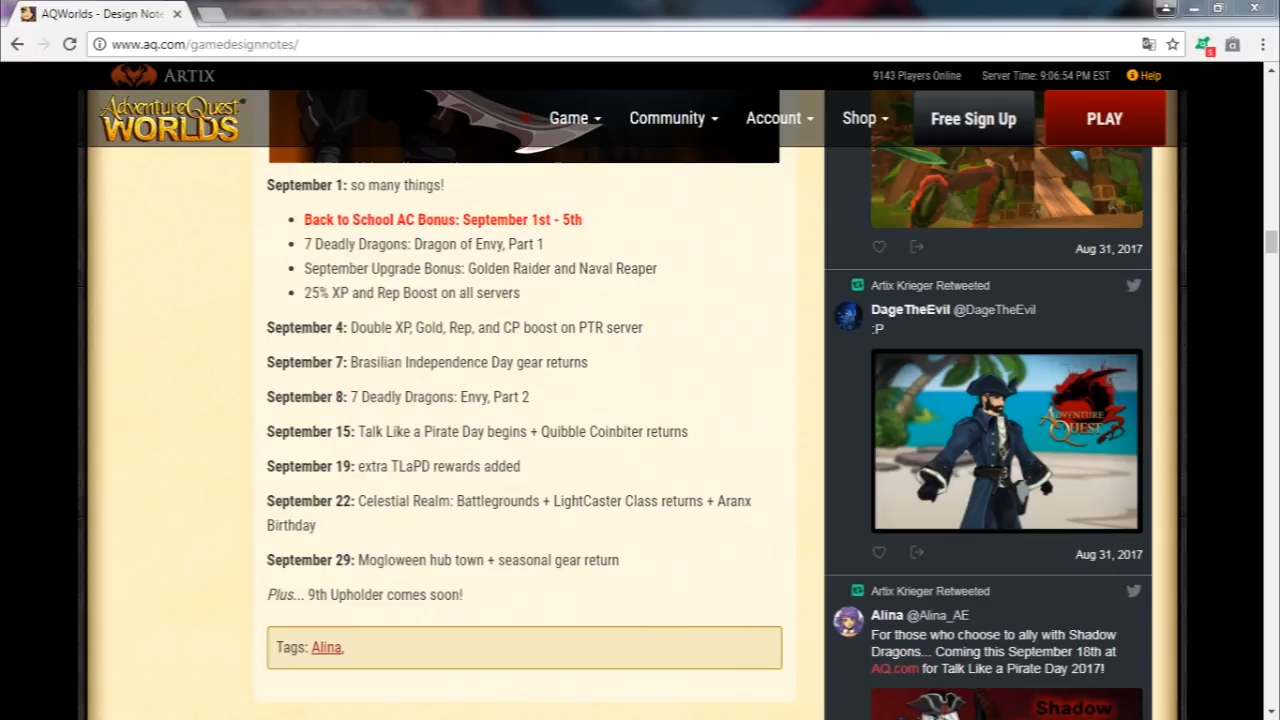 AQWorlds - Design Note
www.aq.com/gamedesignnotes/
ARTIX
9143 Players Online
Server Time: 9:06:54 PM EST
Help
AdventureQuest WORLDS
Game
Community
Account
Shop
Free Sign Up
PLAY
September 1: so many things!
Back to School AC Bonus: September 1st - 5th
7 Deadly Dragons: Dragon of Envy, Part 1
September Upgrade Bonus: Golden Raider and Naval Reaper
25% XP and Rep Boost on all servers
September 4: Double XP, Gold, Rep, and CP boost on PTR server
September 7: Brasilian Independence Day gear returns
September 8: 7 Deadly Dragons: Envy, Part 2
September 15: Talk Like a Pirate Day begins + Quibble Coinbiter returns
September 19: extra TLaPD rewards added
September 22: Celestial Realm: Battlegrounds + LightCaster Class returns + Aranx
Birthday
September 29: Mogloween hub town + seasonal gear return
Plus... 9th Upholder comes soon!
Tags: Alina,
Aug 31, 2017
Artix Krieger Retweeted
DageTheEvil @DageTheEvil
:P
ADVENTURE
QUEST 3
Aug 31, 2017
Artix Krieger Retweeted
Alina @Alina_AE
For those who choose to ally with Shadow
Dragons... Coming this September 18th at
AQ.com for Talk Like a Pirate Day 2017!
Shadow